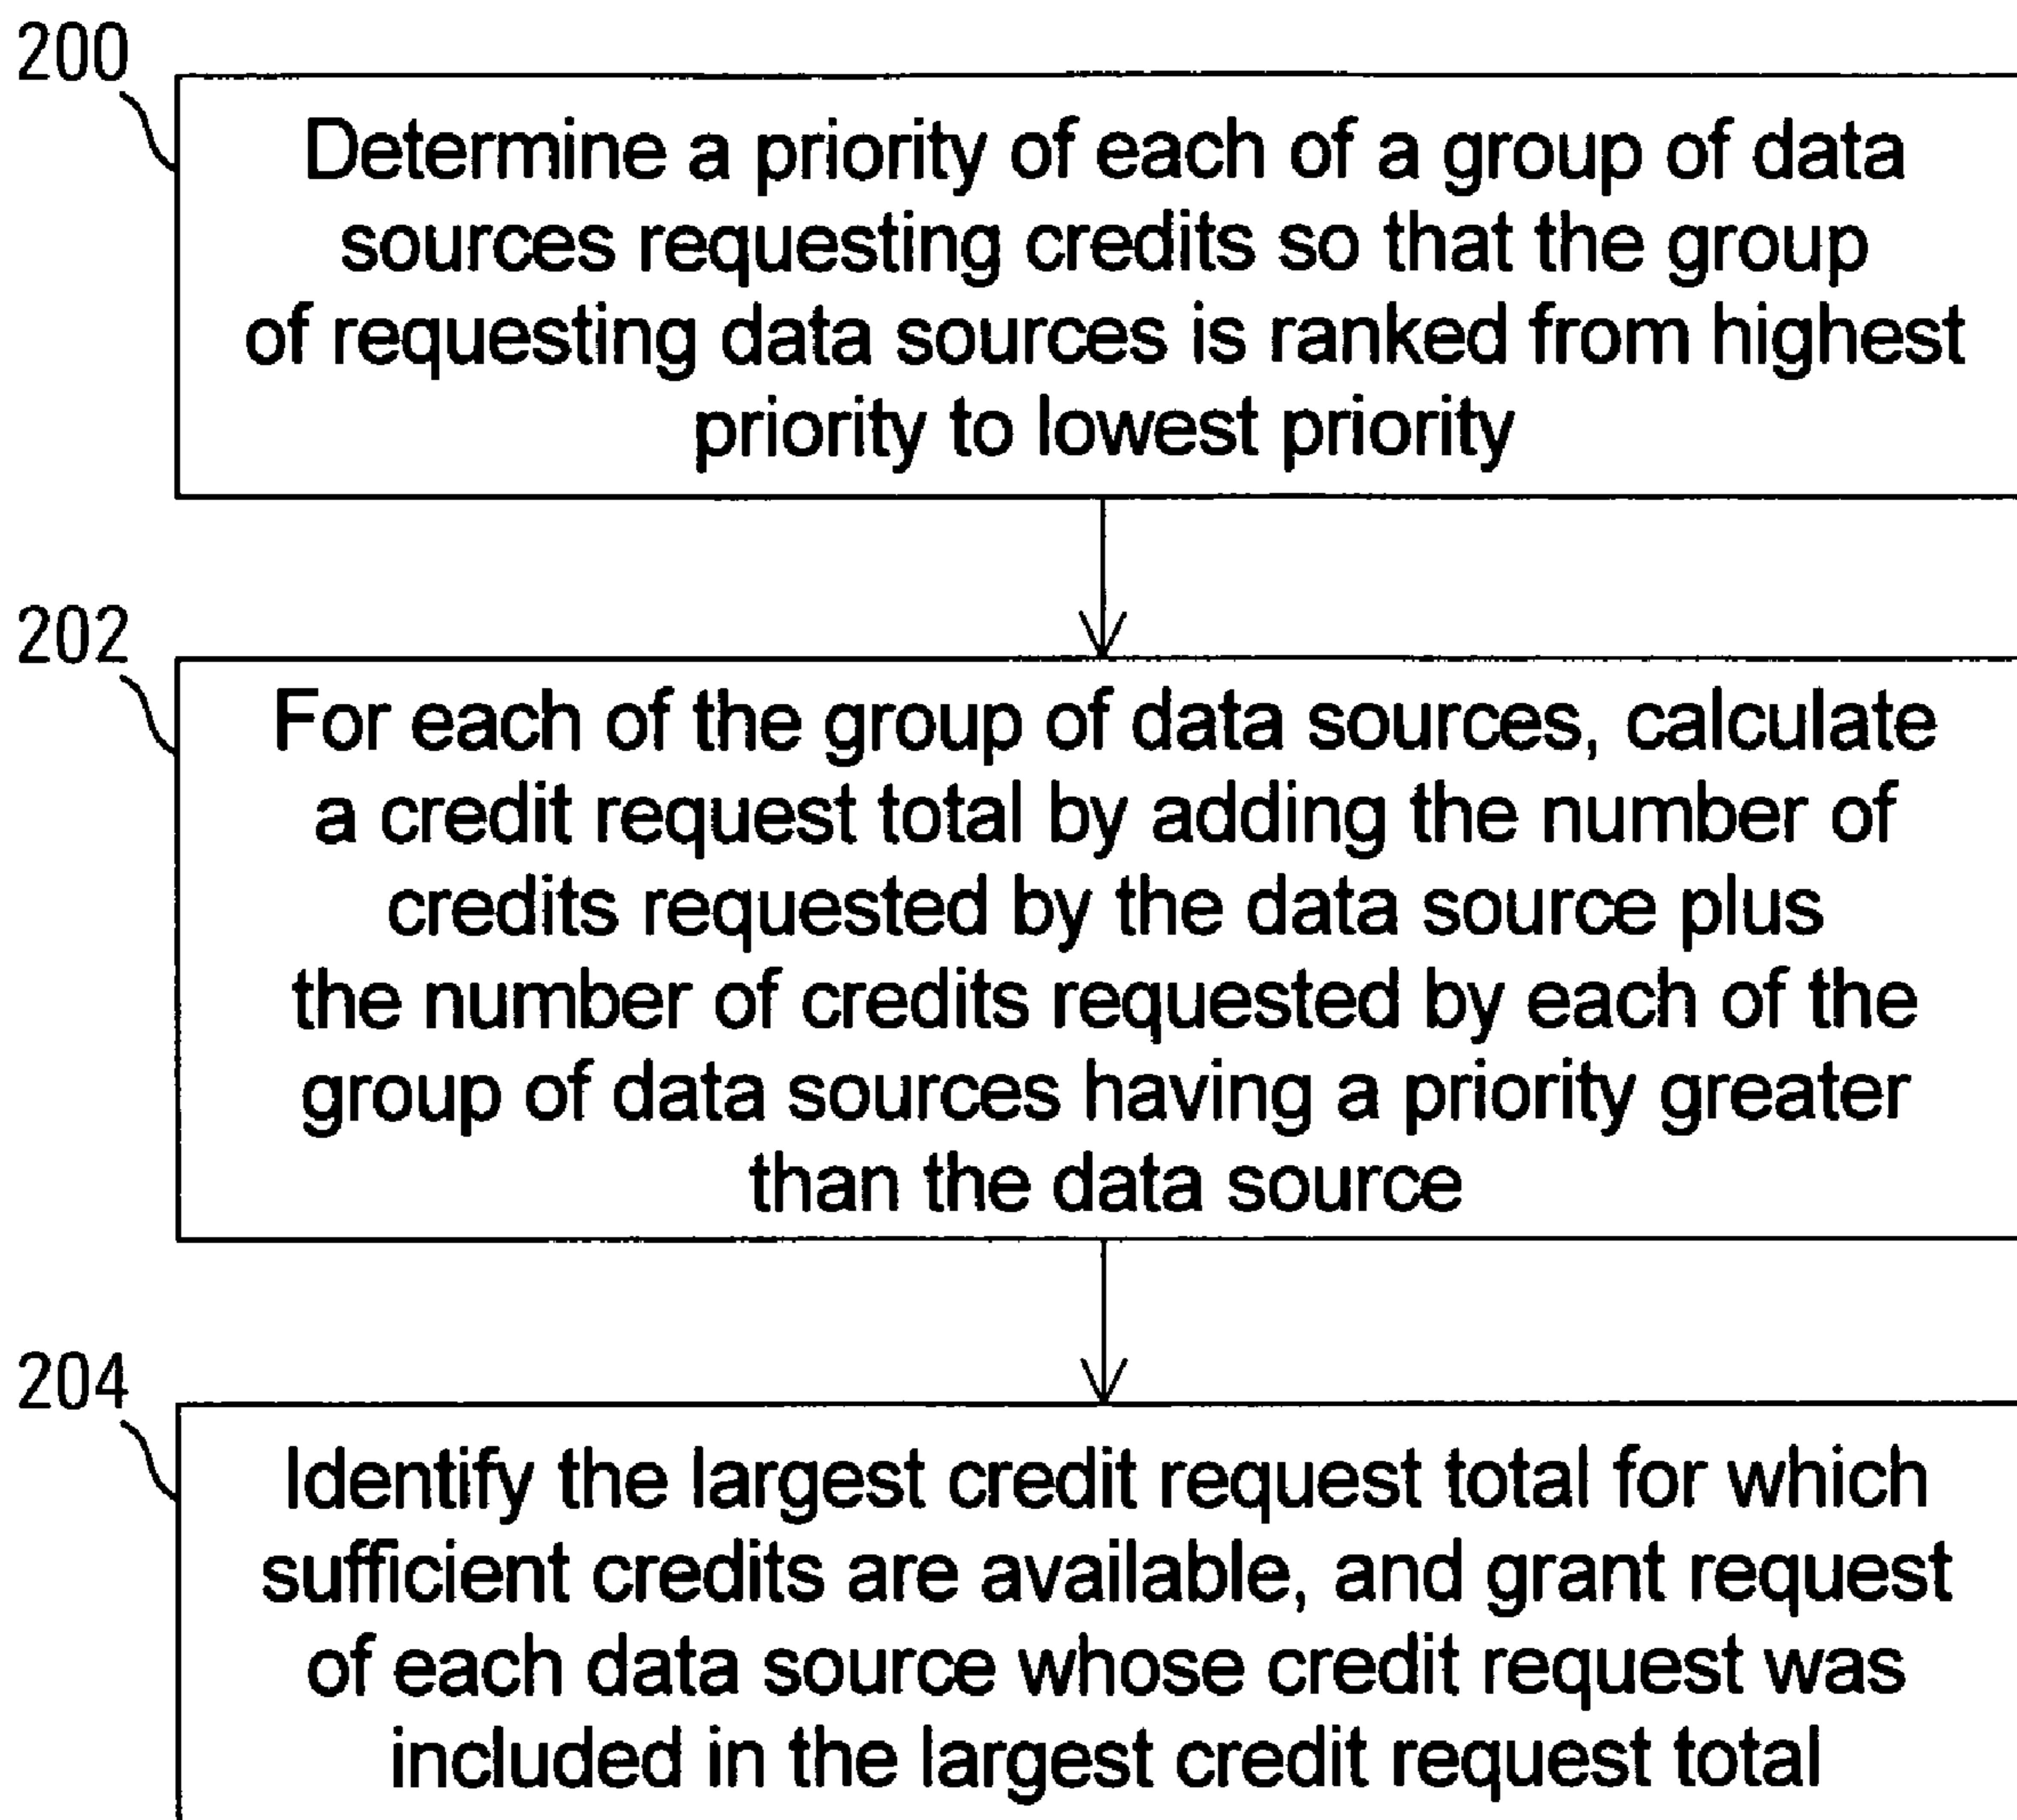 200
Determine a priority of each of a group of data
sources requesting credits so that the group
of requesting data sources is ranked from highest
priority to lowest priority
202
For each of the group of data sources, calculate
a credit request total by adding the number of
credits requested by the data source plus
the number of credits requested by each of the
group of data sources having a priority greater
than the data source
204
Identify the largest credit request total for which
sufficient credits are available, and grant request
of each data source whose credit request was
included in the largest credit request total